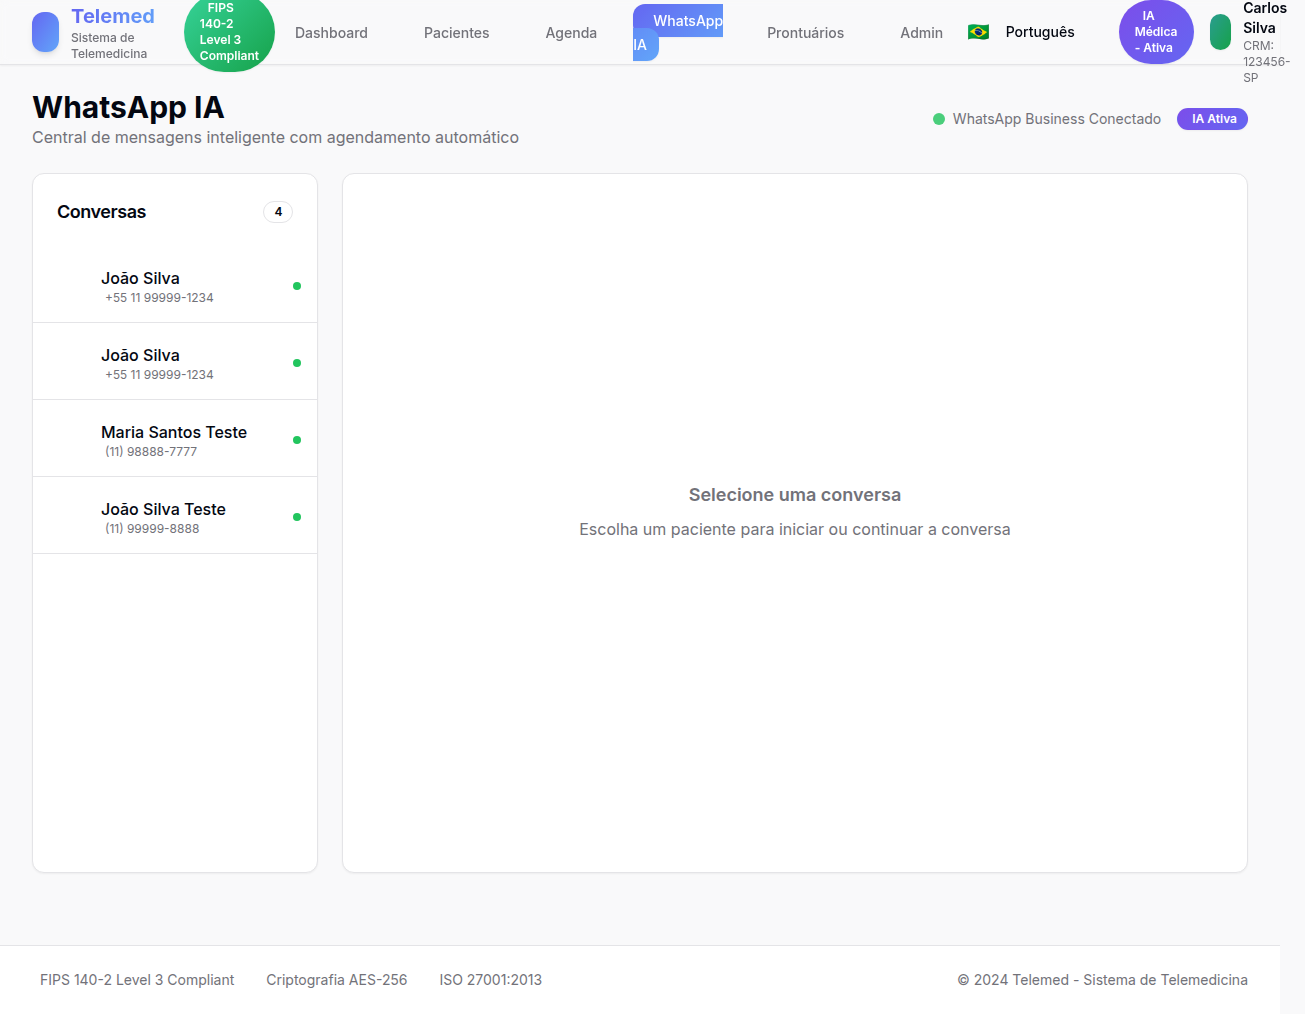 Telemed
Sistema de
Telemedicina
FIPS
140-2
Level 3
Compliant
Dashboard
Pacientes
Agenda
WhatsApp
IA
Prontuários
Admin
🇧🇷 Português
IA
Médica
- Ativa
Carlos
Silva
CRM:
123456-
SP
WhatsApp IA
Central de mensagens inteligente com agendamento automático
WhatsApp Business Conectado
IA Ativa
Conversas
4
João Silva
+55 11 99999-1234
João Silva
+55 11 99999-1234
Maria Santos Teste
(11) 98888-7777
João Silva Teste
(11) 99999-8888
Selecione uma conversa
Escolha um paciente para iniciar ou continuar a conversa
FIPS 140-2 Level 3 Compliant
Criptografia AES-256
ISO 27001:2013
© 2024 Telemed - Sistema de Telemedicina